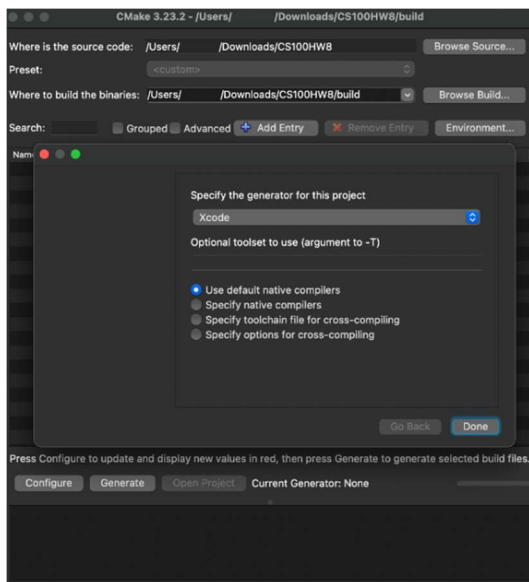 CMake 3.23.2 - /Users/ /Downloads/CS100HW8/build
Where is the source code: /Users/ /Downloads/CS100HW8 Browse Source...
Preset: <custom>
Where to build the binaries: /Users/ /Downloads/CS100HW8/build Browse Build...
Search: Grouped Advanced Add Entry Remove Entry Environment...
Nam
Specify the generator for this project
Xcode
Optional toolset to use (argument to -T)
Use default native compilers
Specify native compilers
Specify toolchain file for cross-compiling
Specify options for cross-compiling
Go Back Done
Press Configure to update and display new values in red, then press Generate to generate selected build files.
Configure Generate Open Project Current Generator: None